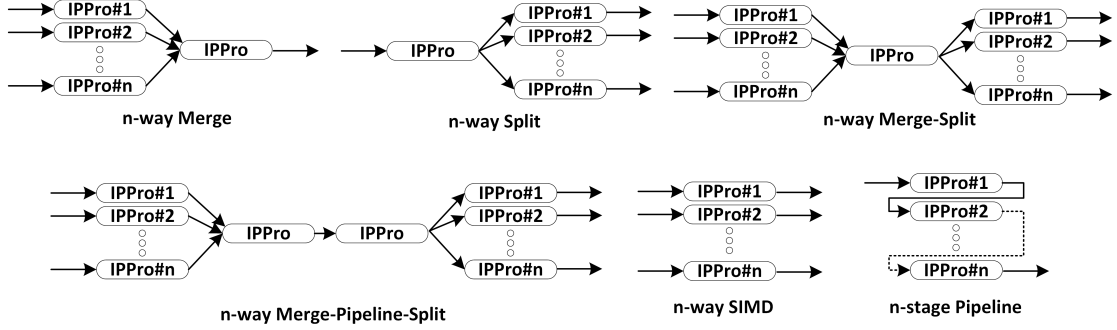 IPPro#1
IPPro#2
IPPro
IPPro#n
n-way Merge
IPPro#1
IPPro
IPPro#2
IPPro#n
n-way Split
IPPro#1
IPPro#2
IPPro
IPPro#n
IPPro#1
IPPro#2
IPPro#n
n-way Merge-Split
IPPro#1
IPPro#2
IPPro#n
IPPro
IPPro
IPPro#1
IPPro#2
IPPro#n
n-way Merge-Pipeline-Split
IPPro#1
IPPro#2
IPPro#n
n-way SIMD
IPPro#1
IPPro#2
IPPro#n
n-stage Pipeline